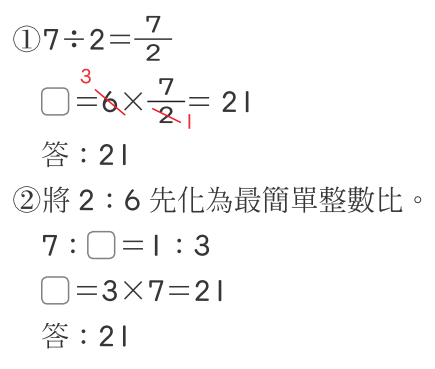 ①7÷2=7/2
3
□=6×7/2=21
1
答：21
②將 2：6 先化為最簡單整數比。
7：□=1：3
□=3×7=21
答：21